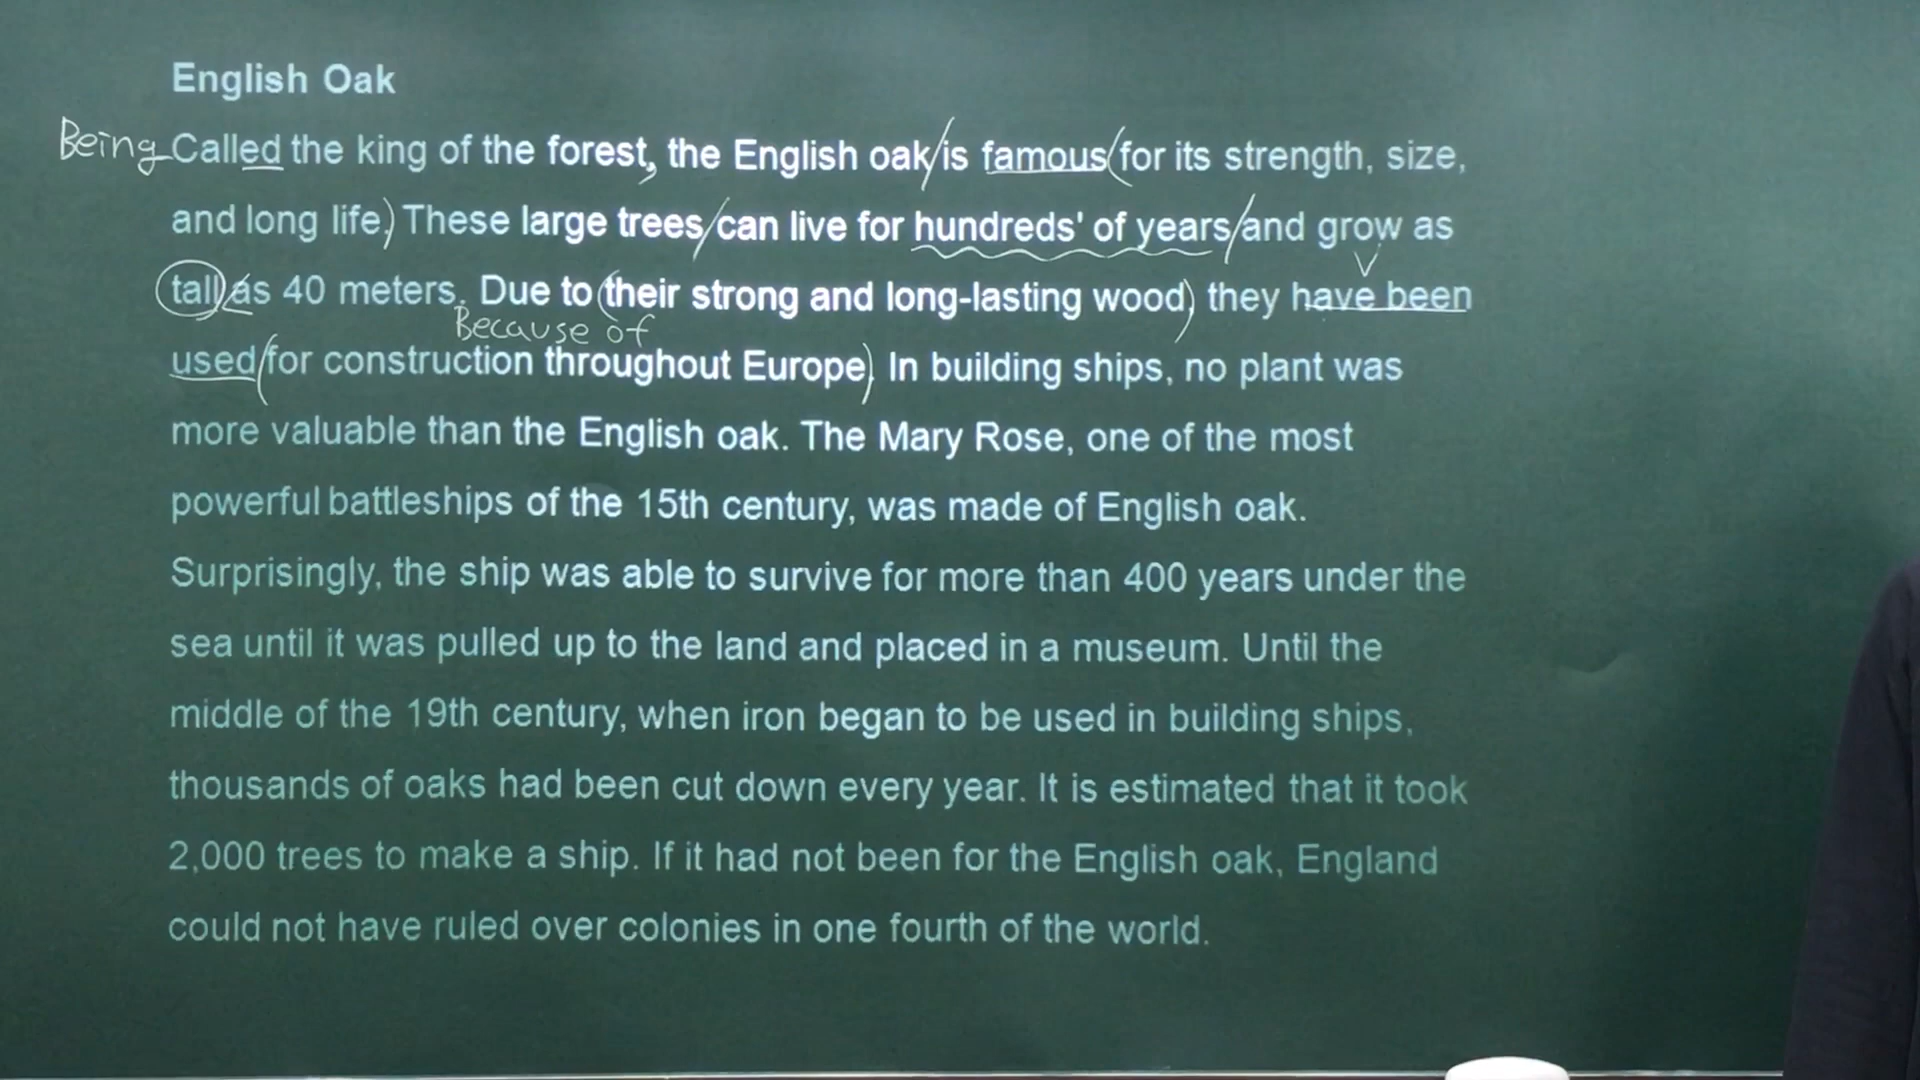 English Oak
Being Called the king of the forest, the English oak is famous for its strength, size,
and long life. These large trees can live for hundreds' of years and grow as
tall as 40 meters. Due to their strong and long-lasting wood, they have been
Because of
used for construction throughout Europe. In building ships, no plant was
more valuable than the English oak. The Mary Rose, one of the most
powerful battleships of the 15th century, was made of English oak.
Surprisingly, the ship was able to survive for more than 400 years under the
sea until it was pulled up to the land and placed in a museum. Until the
middle of the 19th century, when iron began to be used in building ships,
thousands of oaks had been cut down every year. It is estimated that it took
2,000 trees to make a ship. If it had not been for the English oak, England
could not have ruled over colonies in one fourth of the world.